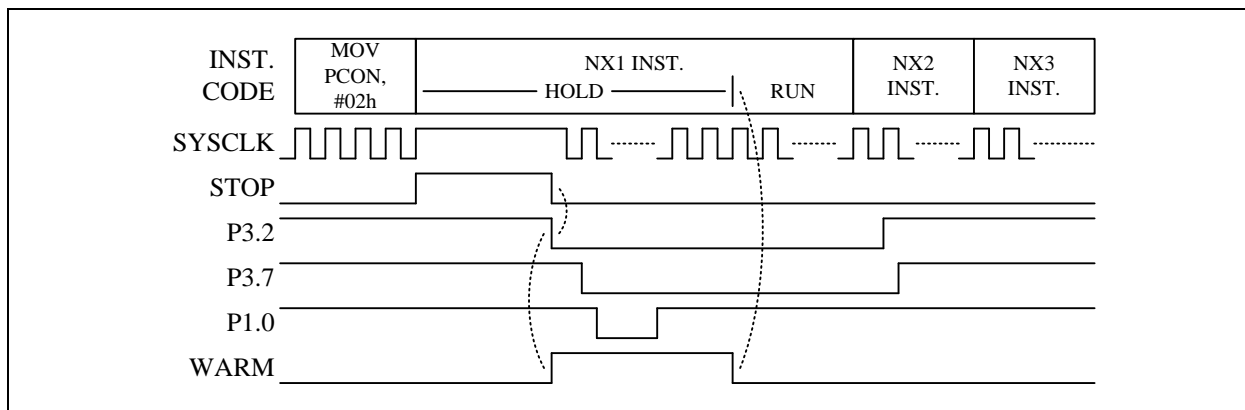 INST.
CODE
MOV
PCON,
#02h
NX1 INST.
HOLD
RUN
NX2
INST.
NX3
INST.
SYSCLK
STOP
P3.2
P3.7
P1.0
WARM